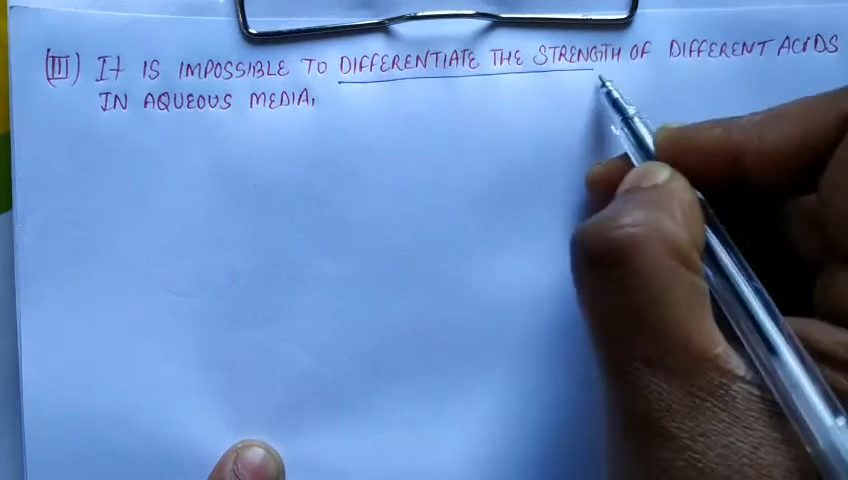 (III) It IS IMPOSSIBLE TO DIFFERENTIATE THE STRENGTH OF DIFFERENT ACIDS
IN AQUEOUS MEDIA,